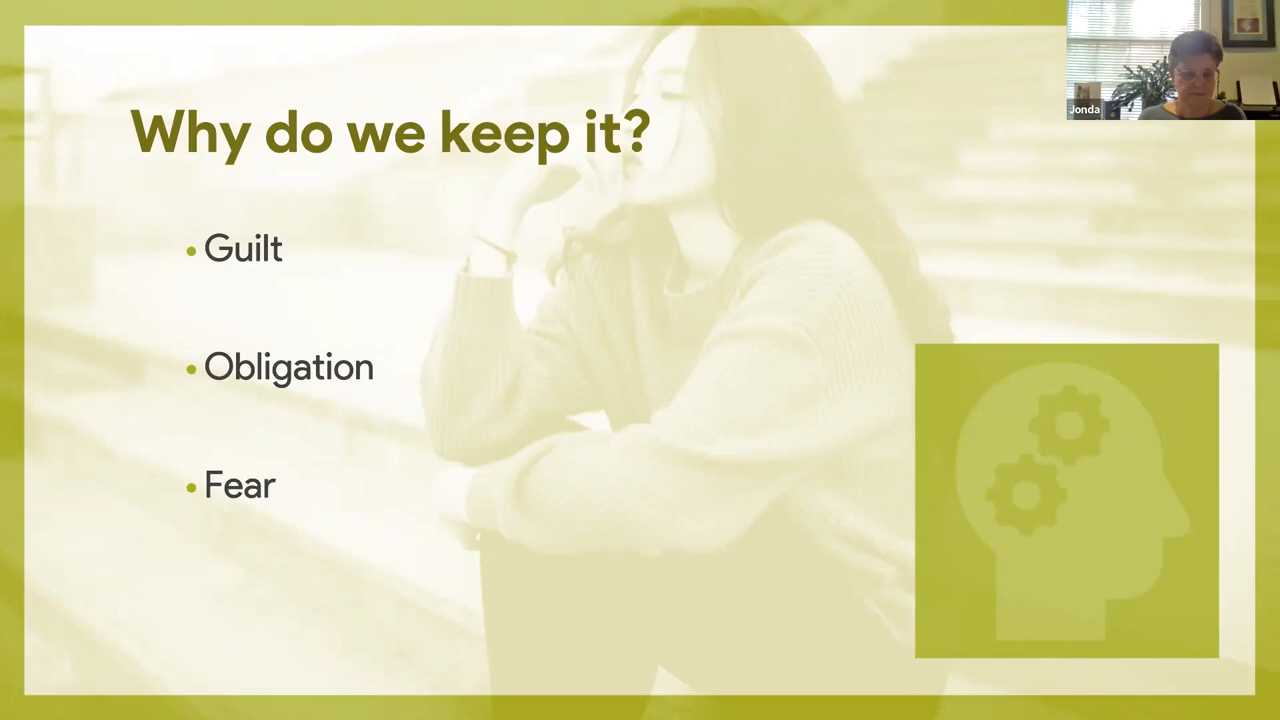 Why do we keep it?
Jonda
• Guilt
• Obligation
• Fear